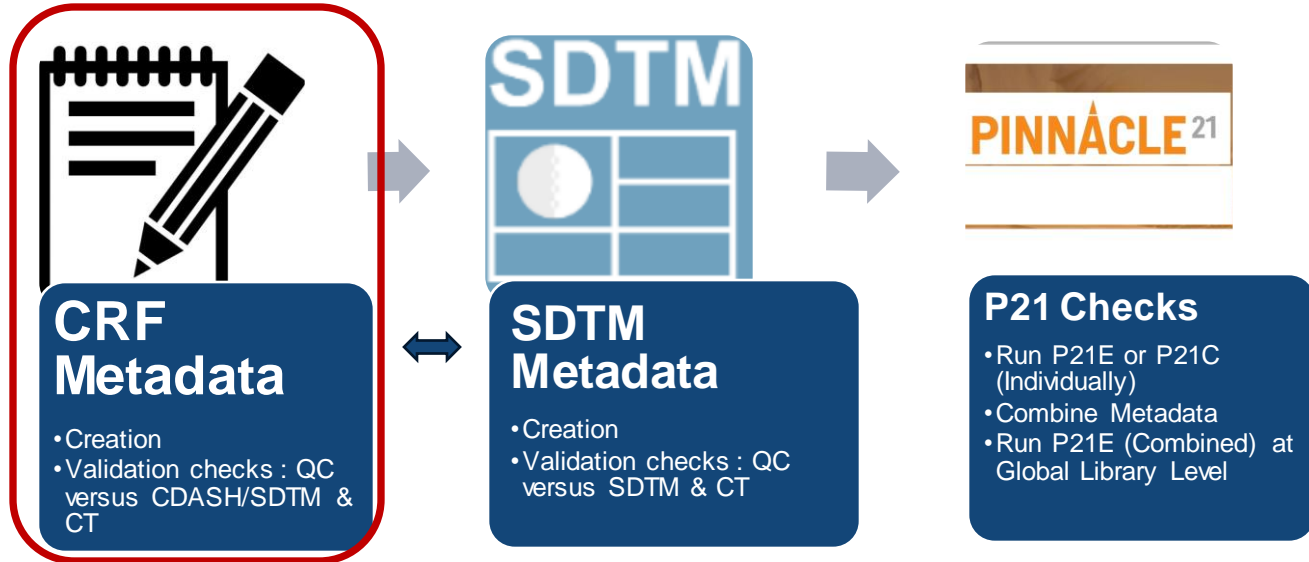 SDTM
PINNACLE 21
CRF
Metadata
•Creation
•Validation checks : QC
versus CDASH/SDTM &
CT
SDTM
Metadata
•Creation
•Validation checks : QC
versus SDTM & CT
P21 Checks
•Run P21E or P21C
(Individually)
•Combine Metadata
•Run P21E (Combined) at
Global Library Level